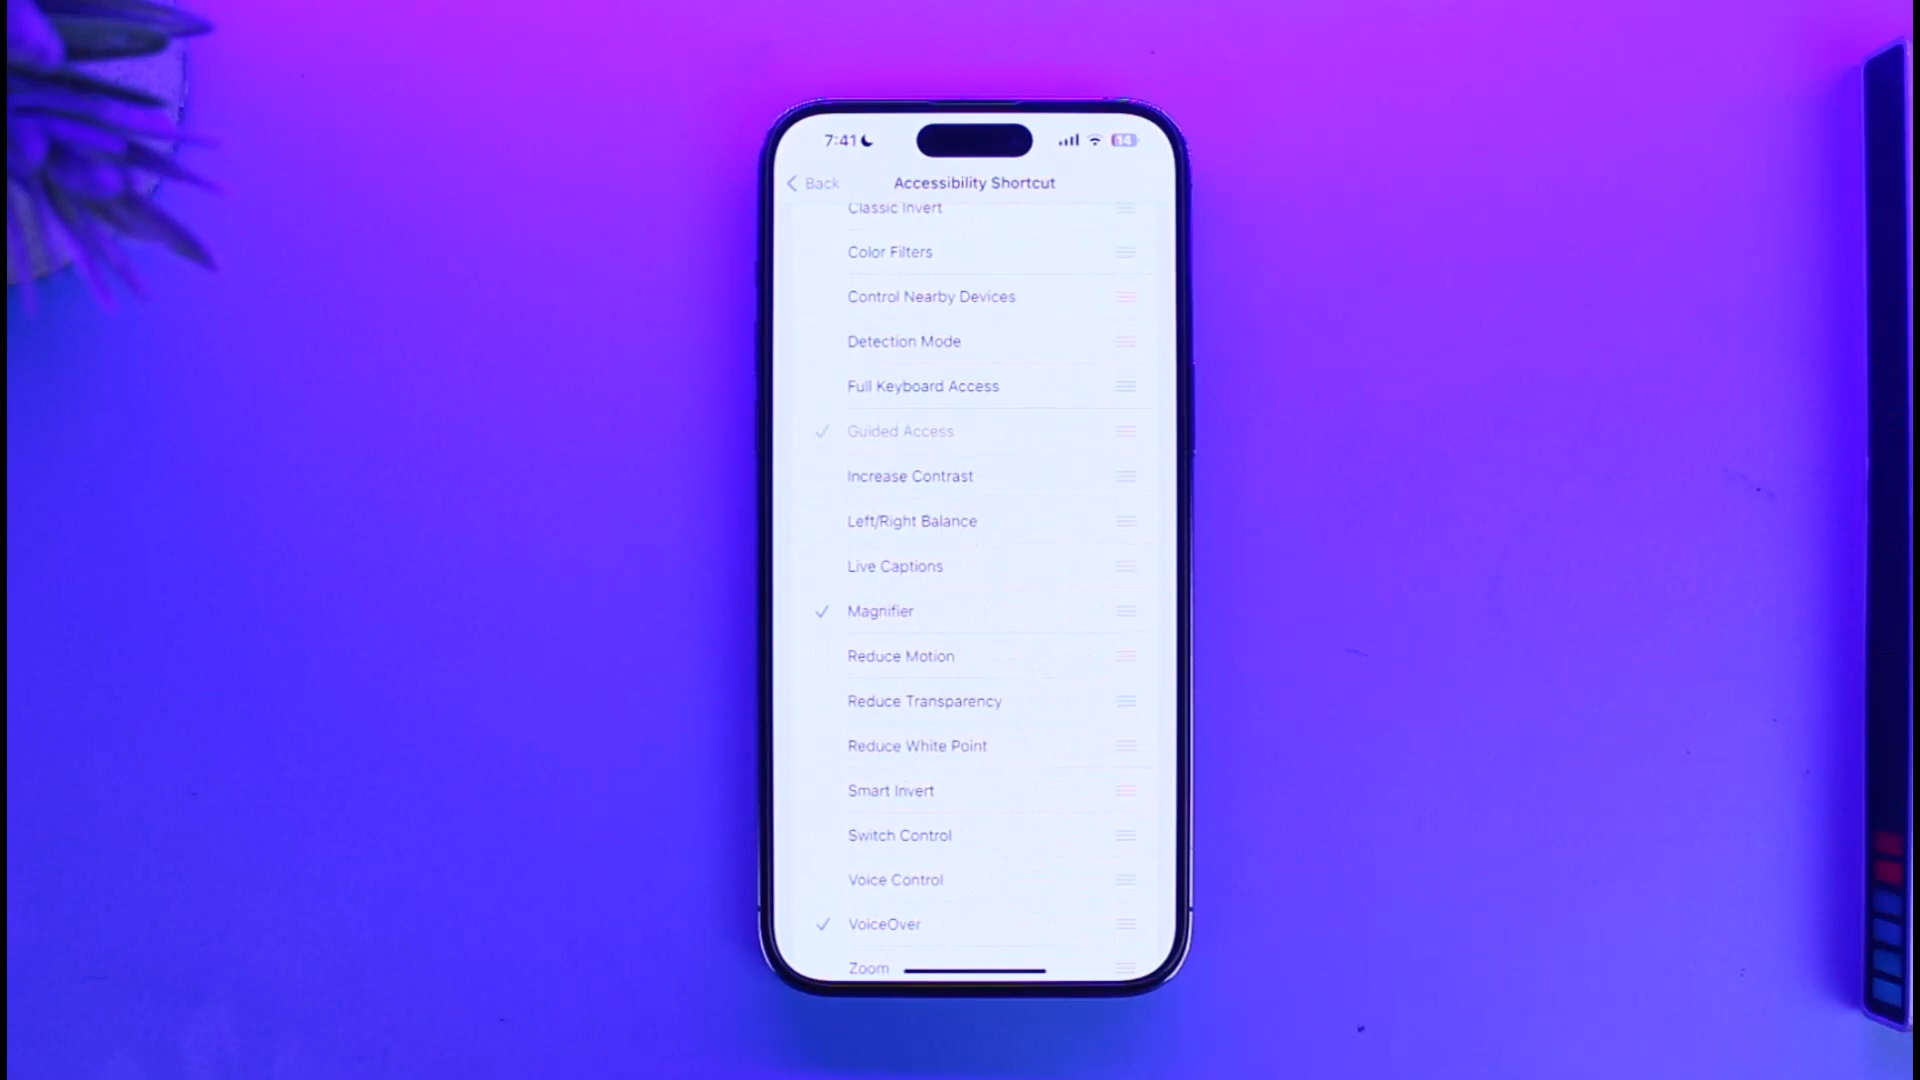 7:41
14
Back
Accessibility Shortcut
Classic Invert
Color Filters
Control Nearby Devices
Detection Mode
Full Keyboard Access
Guided Access
Increase Contrast
Left/Right Balance
Live Captions
Magnifier
Reduce Motion
Reduce Transparency
Reduce White Point
Smart Invert
Switch Control
Voice Control
VoiceOver
Zoom